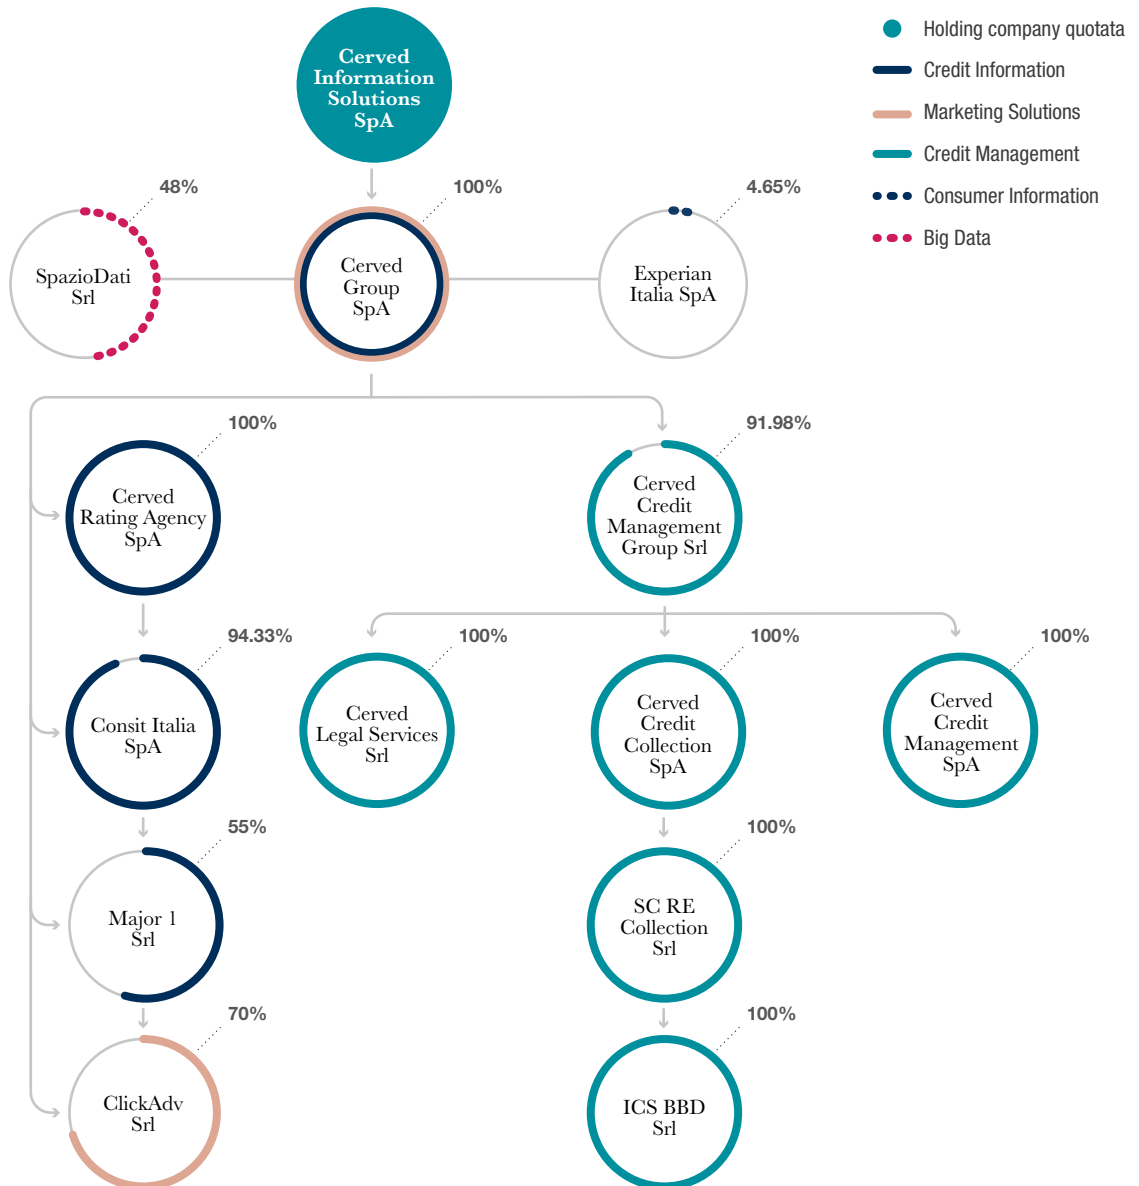 Cerved
Information
Solutions
SpA
Holding company quotata
Credit Information
Marketing Solutions
Credit Management
Consumer Information
Big Data
48%
100%
4.65%
SpazioDati
Srl
Cerved
Group
SpA
Experian
Italia SpA
100%
91.98%
Cerved
Rating Agency
SpA
Cerved
Credit
Management
Group Srl
94.33%
100%
100%
100%
Consit Italia
SpA
Cerved
Legal Services
Srl
Cerved
Credit
Collection
SpA
Cerved
Credit
Management
SpA
55%
100%
Major 1
Srl
SC RE
Collection
Srl
70%
100%
ClickAdv
Srl
ICS BBD
Srl